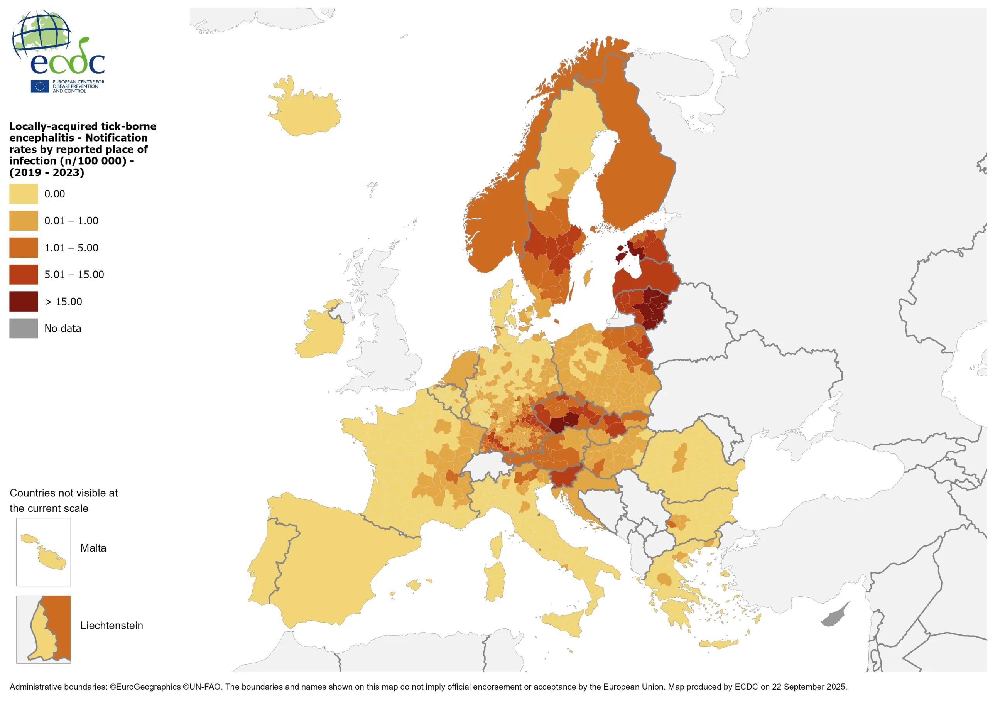 ecdc
EUROPEAN CENTRE FOR
DISEASE PREVENTION
AND CONTROL
Locally-acquired tick-borne
encephalitis - Notification
rates by reported place of
infection (n/100 000) -
(2019 - 2023)
0.00
0.01 – 1.00
1.01 – 5.00
5.01 – 15.00
> 15.00
No data
Countries not visible at
the current scale
Malta
Liechtenstein
Administrative boundaries: ©EuroGeographics ©UN-FAO. The boundaries and names shown on this map do not imply official endorsement or acceptance by the European Union. Map produced by ECDC on 22 September 2025.